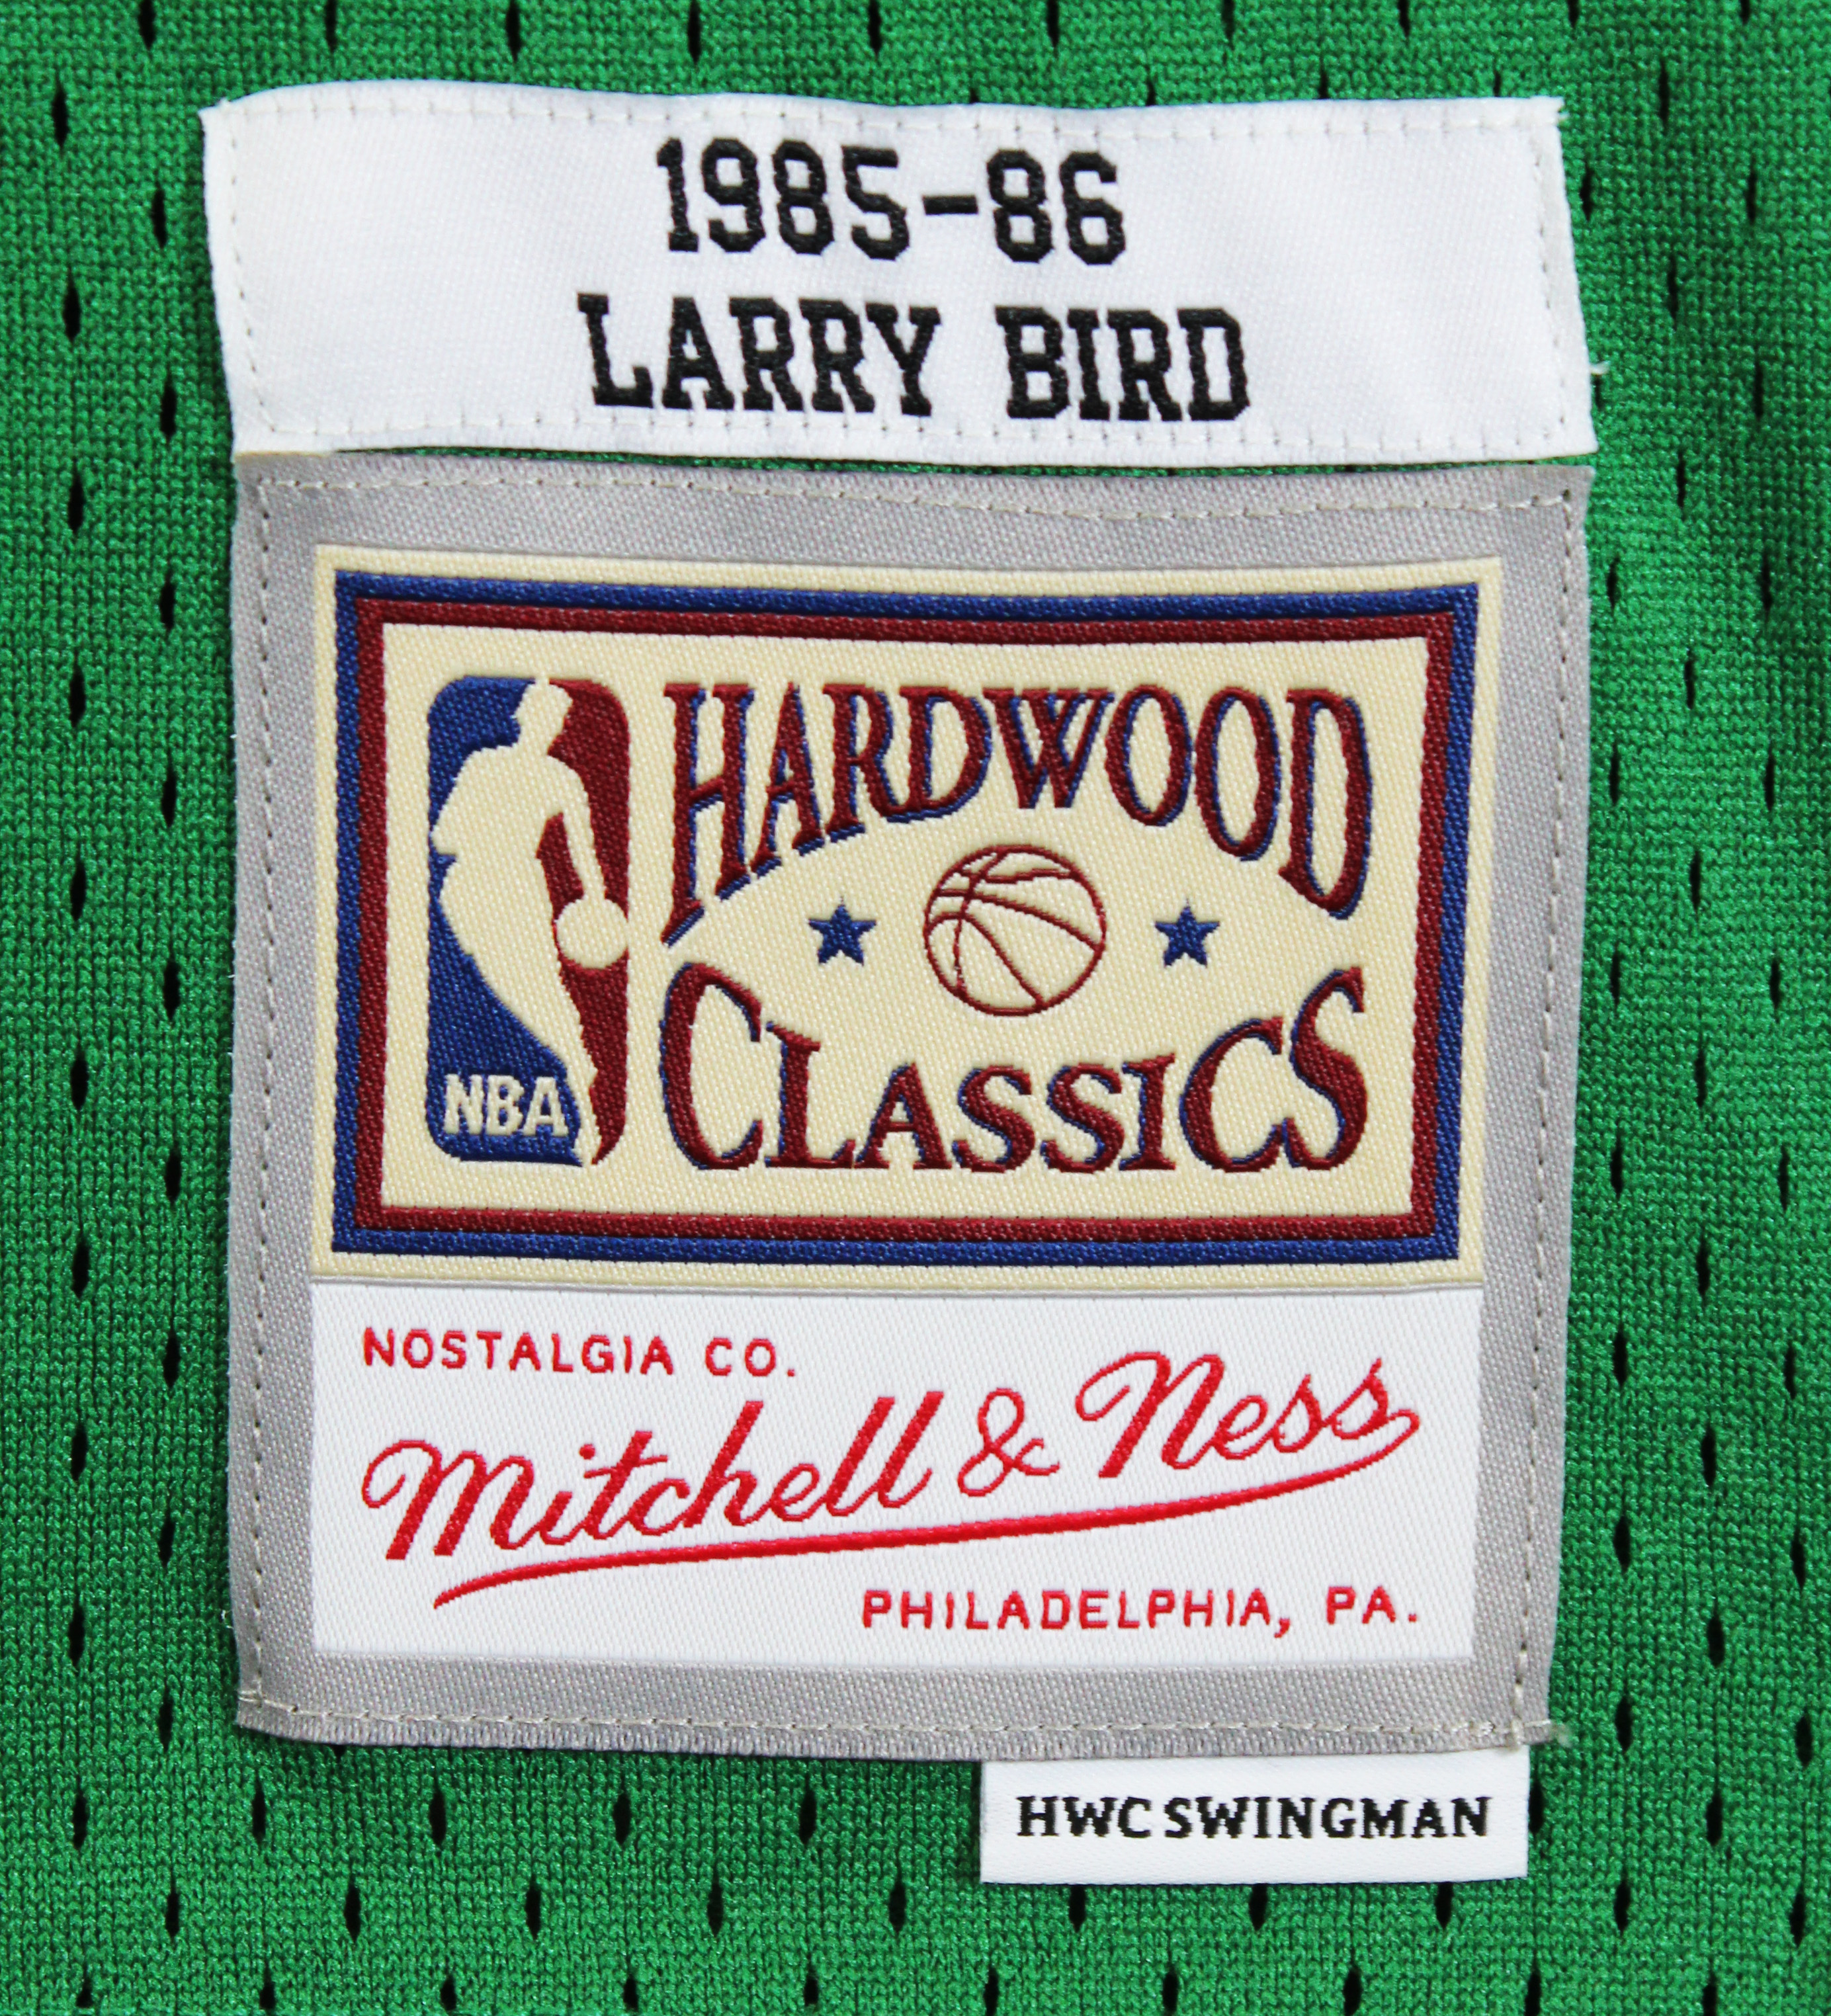 1985-86
LARRY BIRD
HARDWOOD
CLASSICS
NBA
NOSTALGIA CO.
Mitchell & Ness
PHILADELPHIA, PA.
HWC SWINGMAN